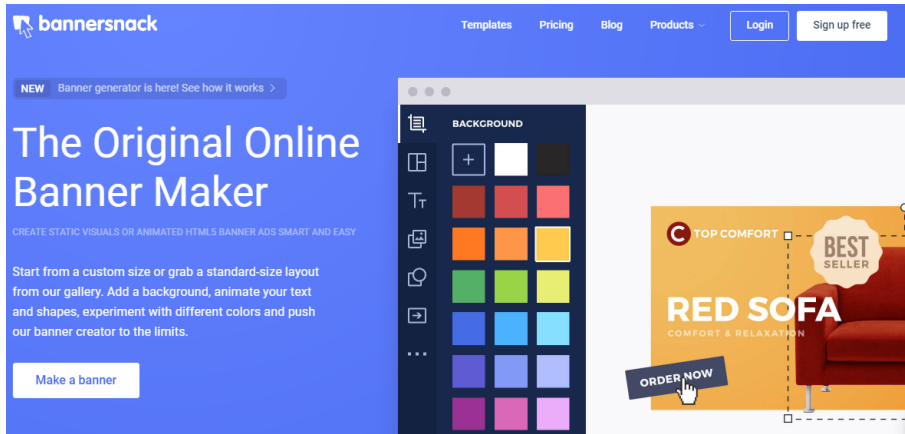 bannersnack
Templates
Pricing
Blog
Products
Login
Sign up free
NEW
Banner generator is here! See how it works
The Original Online
Banner Maker
CREATE STATIC VISUALS OR ANIMATED HTML5 BANNER ADS SMART AND EASY
Start from a custom size or grab a standard-size layout
from our gallery. Add a background, animate your text
and shapes, experiment with different colors and push
our banner creator to the limits.
Make a banner
BACKGROUND
C TOP COMFORT
BEST
SELLER
RED SOFA
COMFORT & RELAXATION
ORDER NOW